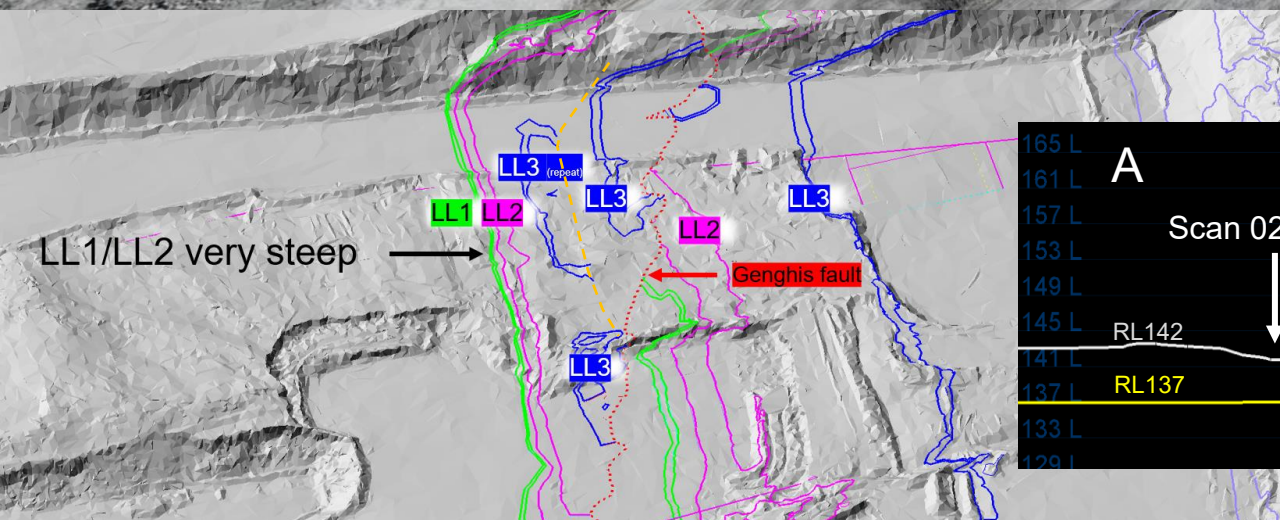 LL3 (repeat)
LL3
LL3
LL1
LL2
LL2
LL1/LL2 very steep
Genghis fault
LL3
165 L
A
161 L
157 L
Scan 02
153 L
149 L
145 L
RL142
141 L
RL137
137 L
133 L
129 L